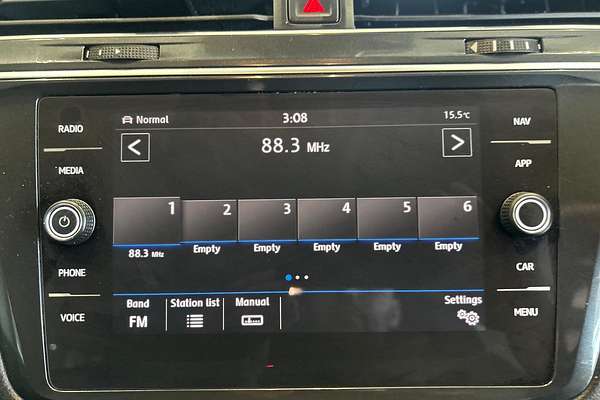 RADIO
MEDIA
PHONE
VOICE
Normal 3:08 15.5°C
< 88.3 MHz >
1 2 3 4 5 6
88.3 MHz Empty Empty Empty Empty Empty
Band Station list Manual Settings
FM
NAV
APP
CAR
MENU